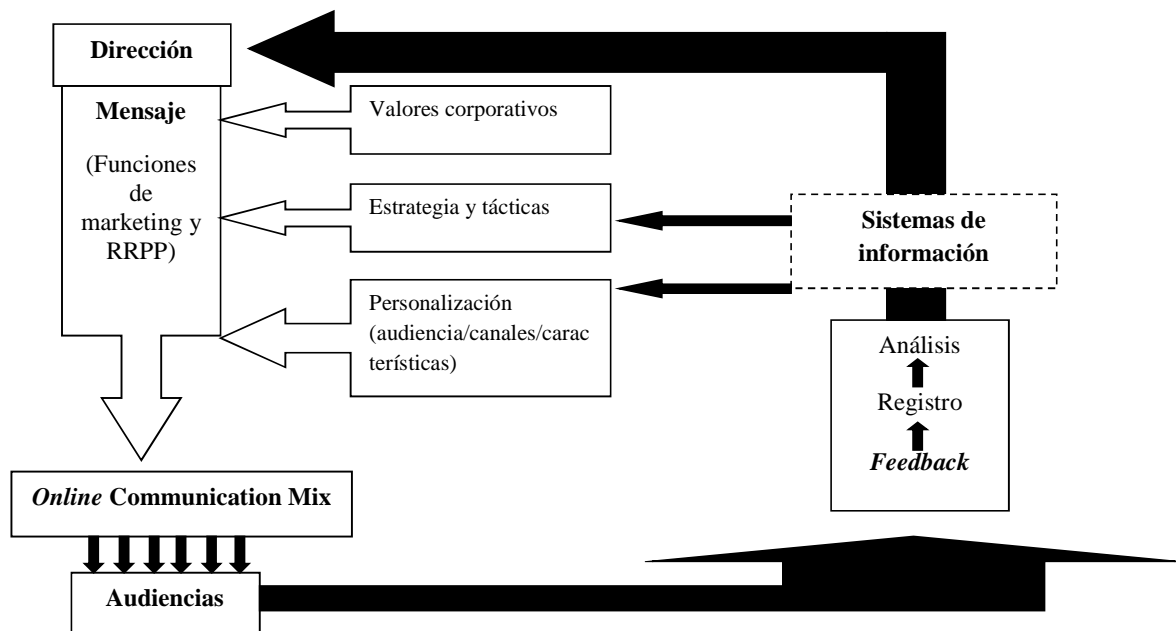 Dirección
Mensaje
(Funciones
de
marketing y
RRPP)
Valores corporativos
Estrategia y tácticas
Personalización
(audiencia/canales/carac
terísticas)
Sistemas de
información
Análisis
Registro
Feedback
Online Communication Mix
Audiencias